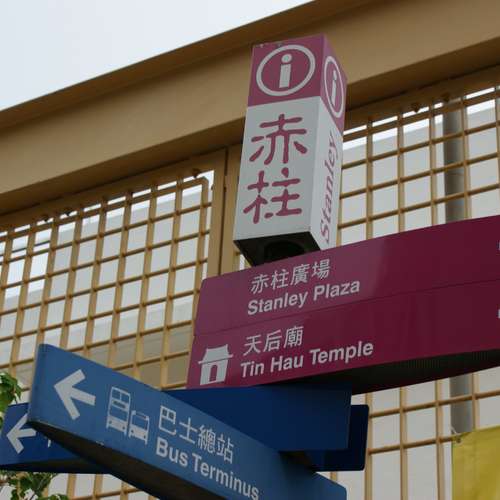 赤柱
Stanley
赤柱廣場
Stanley Plaza
天后廟
Tin Hau Temple
巴士總站
Bus Terminus